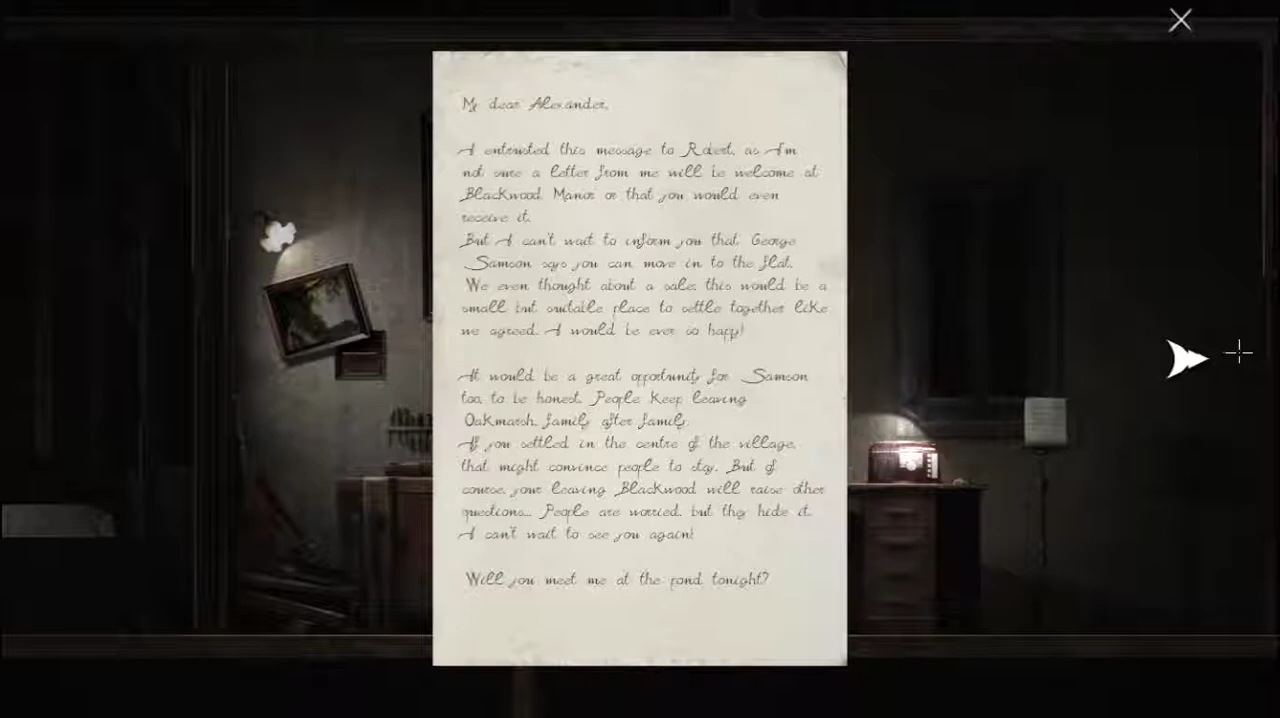 My dear Alexander,
I entrusted this message to Robert, as I'm
not sure a letter from me will be welcome at
Blackwood Manor or that you would even
receive it.
But I can't wait to inform you that George
Samson says you can move in to the flat.
We even thought about a sale; this would be a
small but suitable place to settle together like
we agreed. I would be ever so happy!
It would be a great opportunity for Samson
too, to be honest. People keep leaving
Oakmarsh, family after family.
If you settled in the centre of the village,
that might convince people to stay. But of
course, your leaving Blackwood will raise other
questions... People are worried, but they hide it.
I can't wait to see you again!
Will you meet me at the pond tonight?